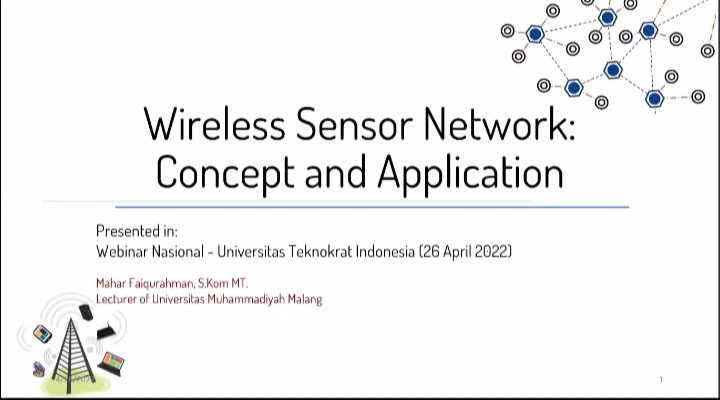 Wireless Sensor Network:
Concept and Application
Presented in:
Webinar Nasional - Universitas Teknokrat Indonesia (26 April 2022)
Mahar Faiqurahman, S.Kom MT.
Lecturer of Universitas Muhammadiyah Malang
1